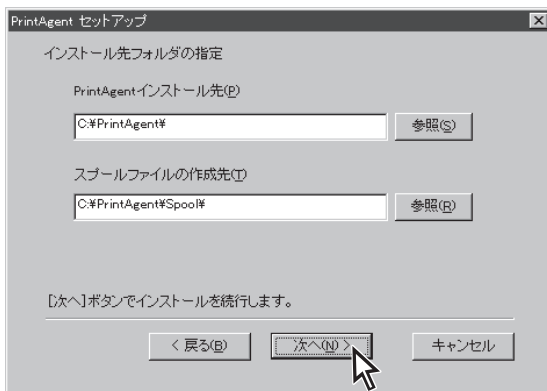 PrintAgent セットアップ
インストール先フォルダの指定
PrintAgentインストール先(P)
C:¥PrintAgent¥
参照(S)
スプールファイルの作成先(T)
C:¥PrintAgent¥Spool¥
参照(R)
[次へ]ボタンでインストールを続行します。
< 戻る(B)
次へ(N) >
キャンセル